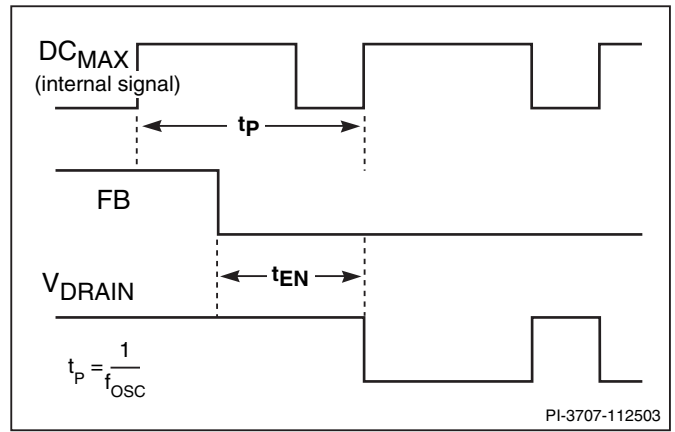 DCMAX
(internal signal)
tP
FB
tEN
VDRAIN
tP = 1/fOSC
PI-3707-112503